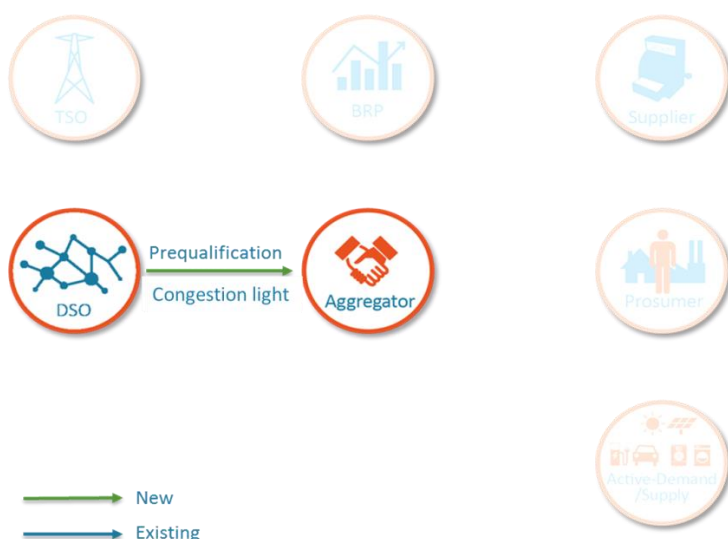 TSO
BRP
Supplier
Prequalification
Congestion light
DSO
Aggregator
Prosumer
Active-Demand
/Supply
New
Existing